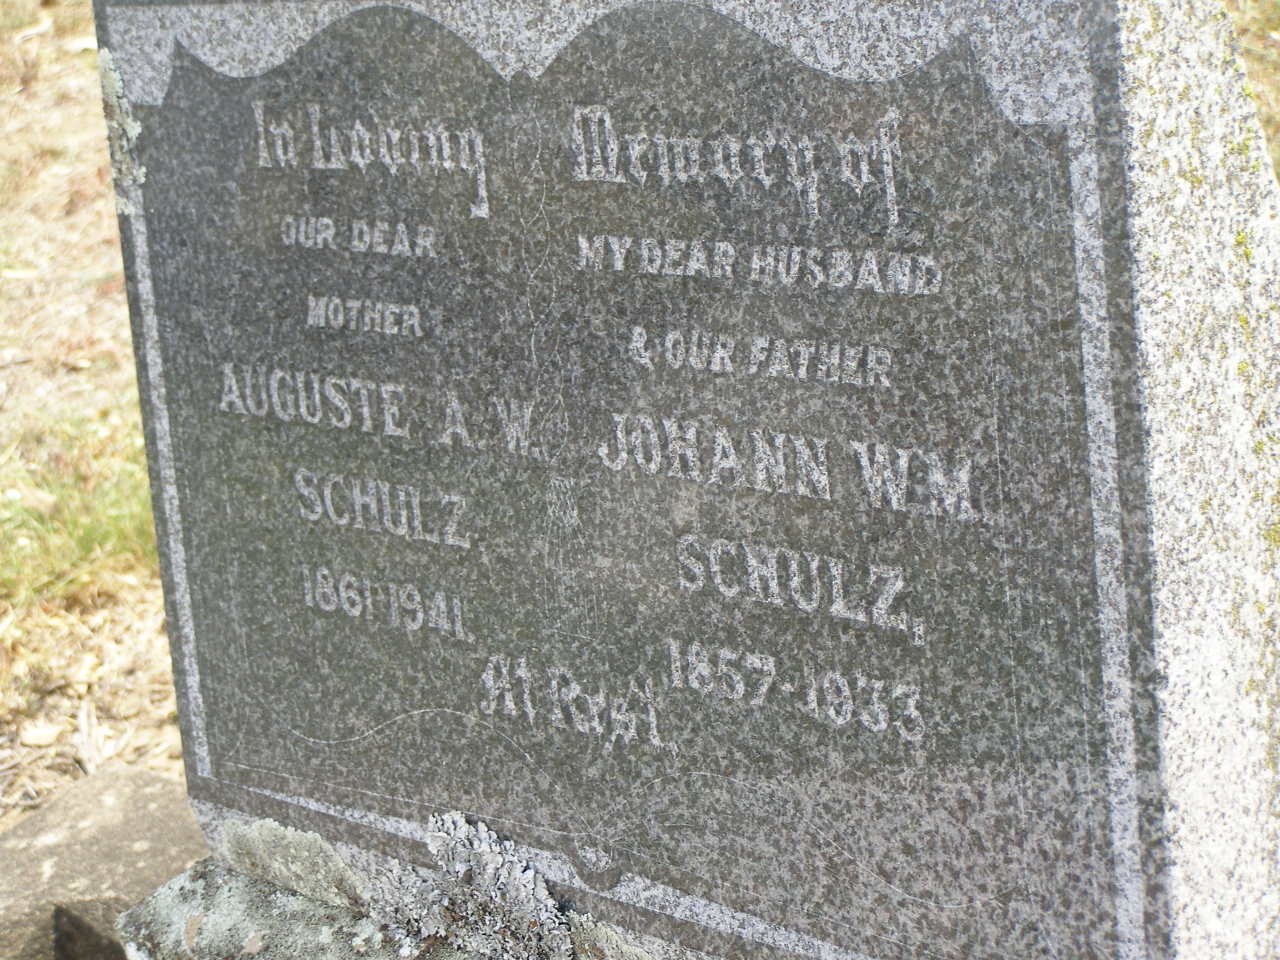 In Loving Memory of
OUR DEAR
MOTHER
AUGUSTE A. W.
SCHULZ
1861-1941.
MY DEAR HUSBAND
& OUR FATHER
JOHANN W.M.
SCHULZ,
1857-1933
At Rest.